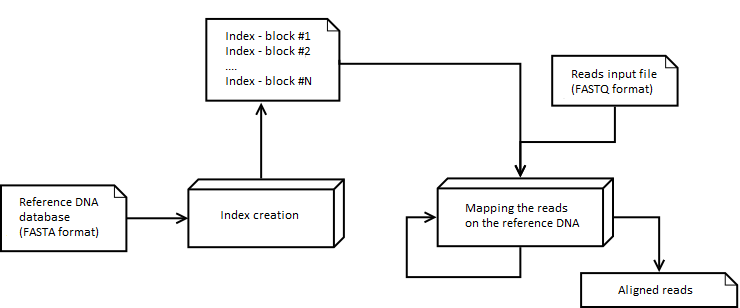 Index - block #1
Index - block #2
....
Index - block #N
Reads input file
(FASTQ format)
Reference DNA
database
(FASTA format)
Index creation
Mapping the reads
on the reference DNA
Aligned reads